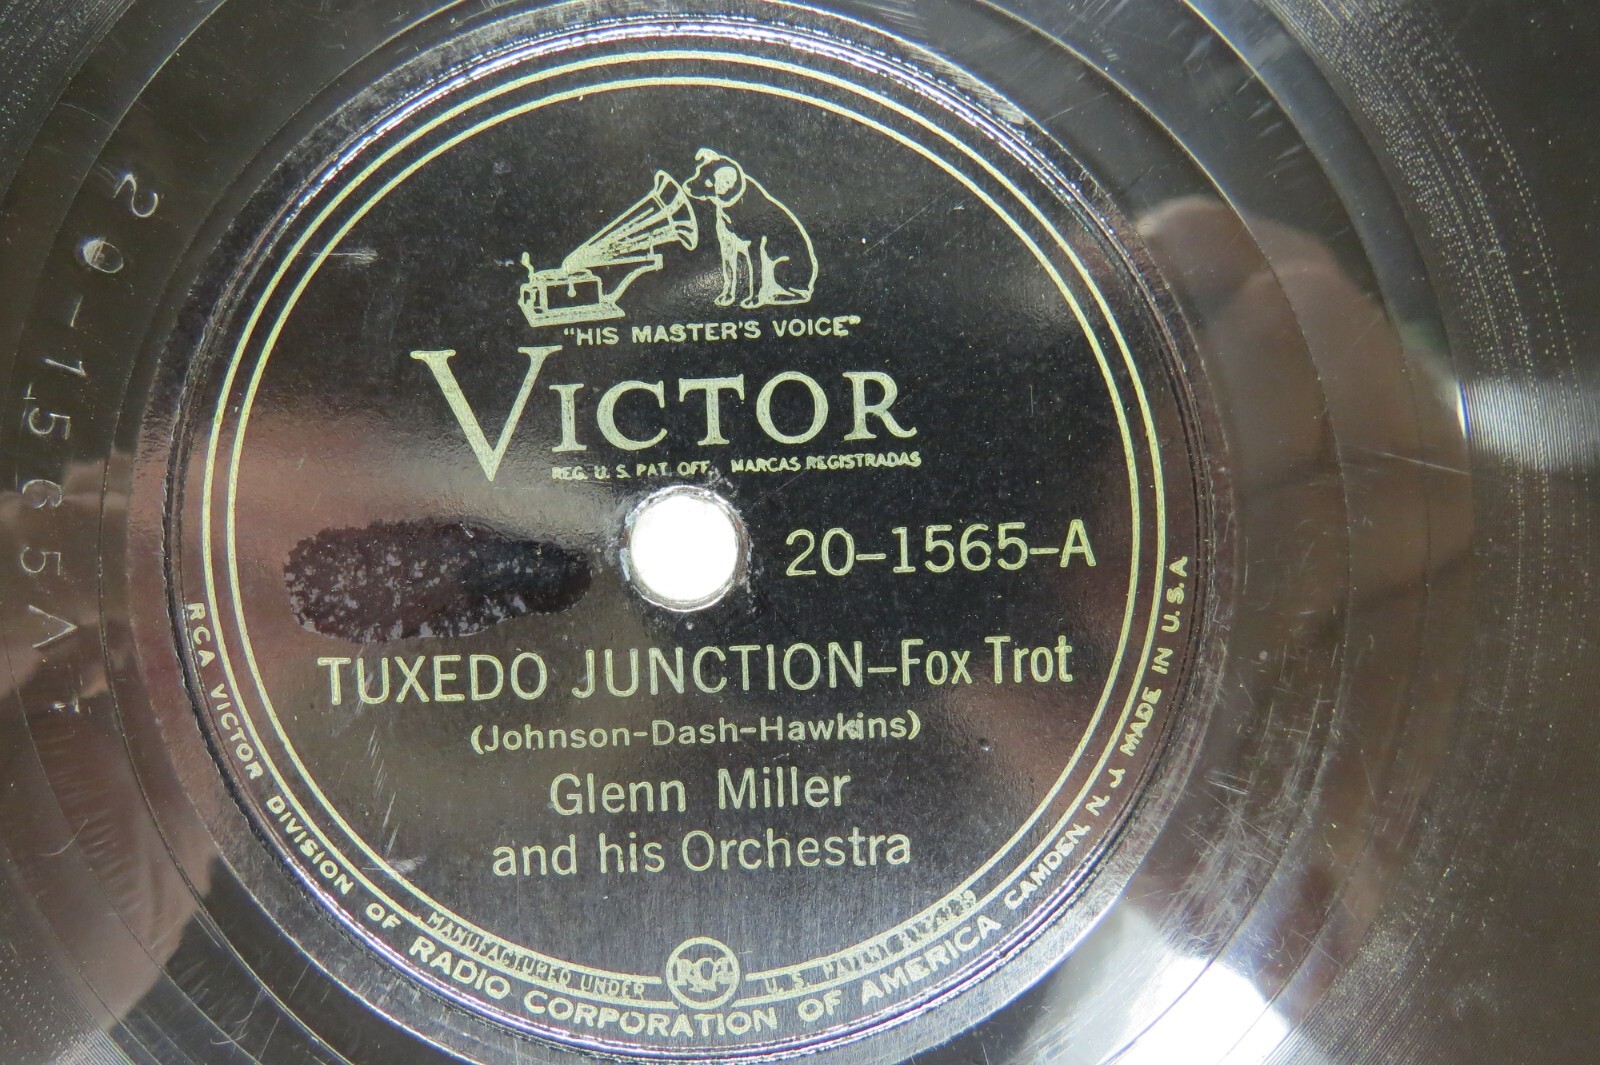 "HIS MASTER'S VOICE"
VICTOR
REG. U. S. PAT. OFF. MARCAS REGISTRADAS
20-1565-A
TUXEDO JUNCTION-Fox Trot
(Johnson-Dash-Hawkins)
Glenn Miller
and his Orchestra
MANUFACTURED UNDER
RCA
U. S. PATENT
RCA VICTOR DIVISION OF RADIO CORPORATION OF AMERICA CAMDEN, N. J. MADE IN U.S.A.
20-1565A